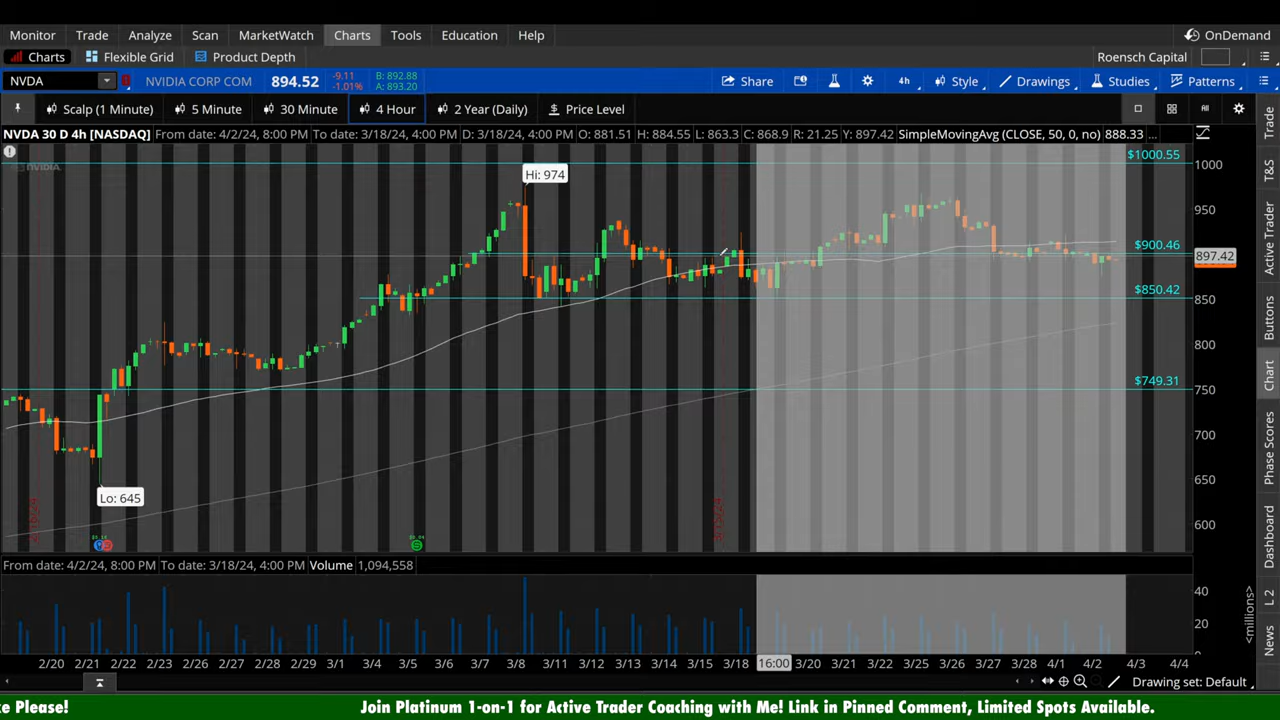 Monitor Trade Analyze Scan MarketWatch Charts Tools Education Help OnDemand
Charts Flexible Grid Product Depth Roensch Capital
NVDA NVIDIA CORP COM 894.52 -9.11 -1.01% B: 892.88 A: 893.20 Share 4h Style Drawings Studies Patterns
Scalp (1 Minute) 5 Minute 30 Minute 4 Hour 2 Year (Daily) Price Level
NVDA 30 D 4h [NASDAQ] From date: 4/2/24, 8:00 PM To date: 3/18/24, 4:00 PM D: 3/18/24, 4:00 PM O: 881.51 H: 884.55 L: 863.3 C: 868.9 R: 21.25 Y: 897.42 SimpleMovingAvg (CLOSE, 50, 0, no) 888.33 ...
NVIDIA
$1000.55
1000
Hi: 974
950
$900.46
897.42
$850.42
850
800
$749.31
750
700
650
Lo: 645
600
From date: 4/2/24, 8:00 PM To date: 3/18/24, 4:00 PM Volume 1,094,558
40
20
<millions>
2/20 2/21 2/22 2/23 2/26 2/27 2/28 2/29 3/1 3/4 3/5 3/6 3/7 3/8 3/11 3/12 3/13 3/14 3/15 3/18 16:00 3/20 3/21 3/22 3/25 3/26 3/27 3/28 4/1 4/2 4/3 4/4
Drawing set: Default
Trade
T&S
Active Trader
Buttons
Chart
Phase Scores
Dashboard
L 2
News
e Please! Join Platinum 1-on-1 for Active Trader Coaching with Me! Link in Pinned Comment, Limited Spots Available.